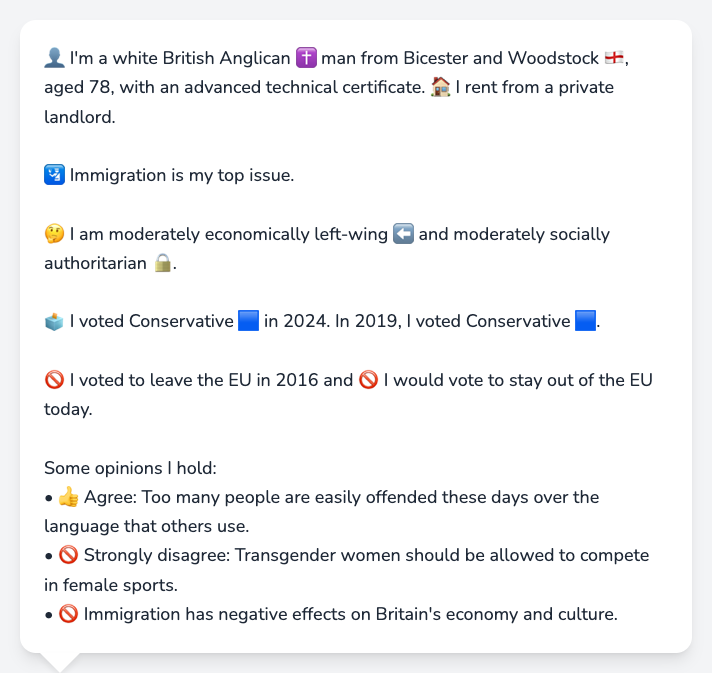 👤 I'm a white British Anglican ✝️ man from Bicester and Woodstock 🏴󠁧󠁢󠁥󠁮󠁧󠁿,
aged 78, with an advanced technical certificate. 🏠 I rent from a private
landlord.
🛂 Immigration is my top issue.
🤔 I am moderately economically left-wing ⬅️ and moderately socially
authoritarian 🔒.
🗳️ I voted Conservative 🟦 in 2024. In 2019, I voted Conservative 🟦.
🚫 I voted to leave the EU in 2016 and 🚫 I would vote to stay out of the EU
today.
Some opinions I hold:
• 👍 Agree: Too many people are easily offended these days over the
language that others use.
• 🚫 Strongly disagree: Transgender women should be allowed to compete
in female sports.
• 🚫 Immigration has negative effects on Britain's economy and culture.